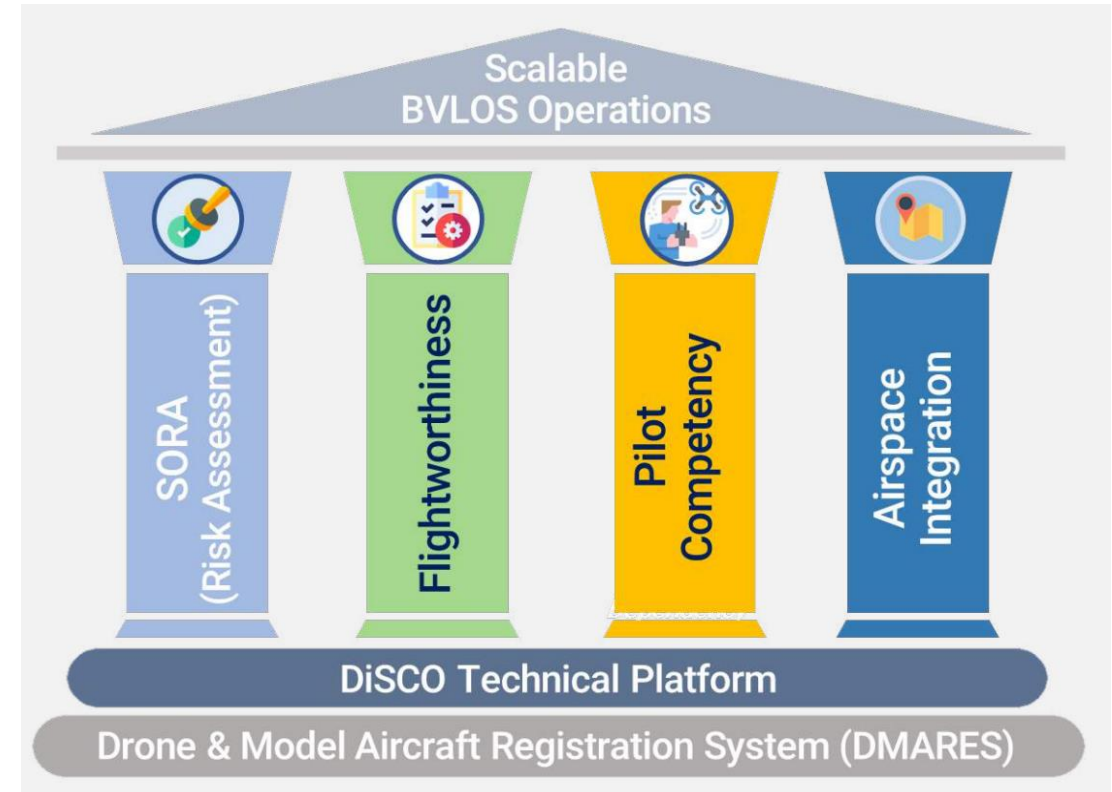 Scalable
BVLOS Operations
SORA
(Risk Assessment)
Flightworthiness
Pilot
Competency
Airspace
Integration
DiSCO Technical Platform
Drone & Model Aircraft Registration System (DMARES)